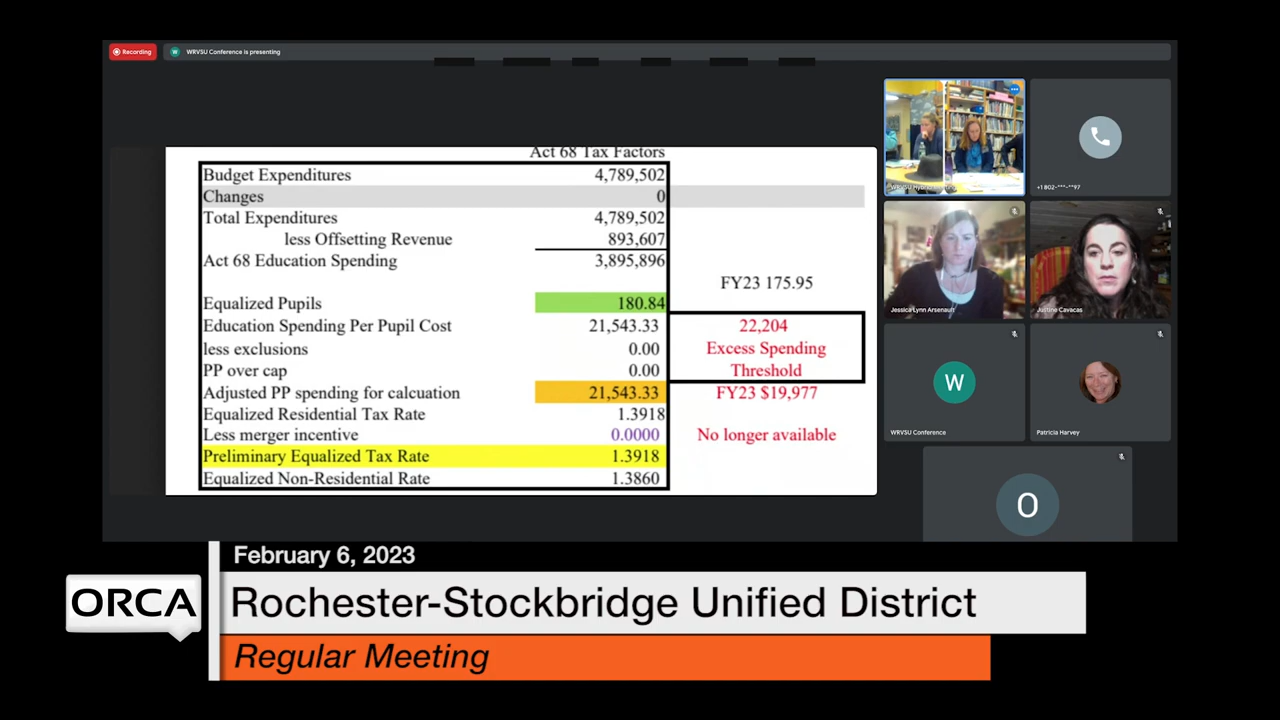 Recording
W WRVSU Conference is presenting
Act 68 Tax Factors
Budget Expenditures 4,789,502
Changes 0
Total Expenditures 4,789,502
less Offsetting Revenue 893,607
Act 68 Education Spending 3,895,896
FY23 175.95
Equalized Pupils 180.84
Education Spending Per Pupil Cost 21,543.33 22,204
less exclusions 0.00 Excess Spending
PP over cap 0.00 Threshold
Adjusted PP spending for calcuation 21,543.33 FY23 $19,977
Equalized Residential Tax Rate 1.3918
Less merger incentive 0.0000 No longer available
Preliminary Equalized Tax Rate 1.3918
Equalized Non-Residential Rate 1.3860
+1 802-***-**97
Jessica Lynn Arsenault
Justine Cavacas
W
WRVSU Conference
Patricia Harvey
O
February 6, 2023
ORCA
Rochester-Stockbridge Unified District
Regular Meeting